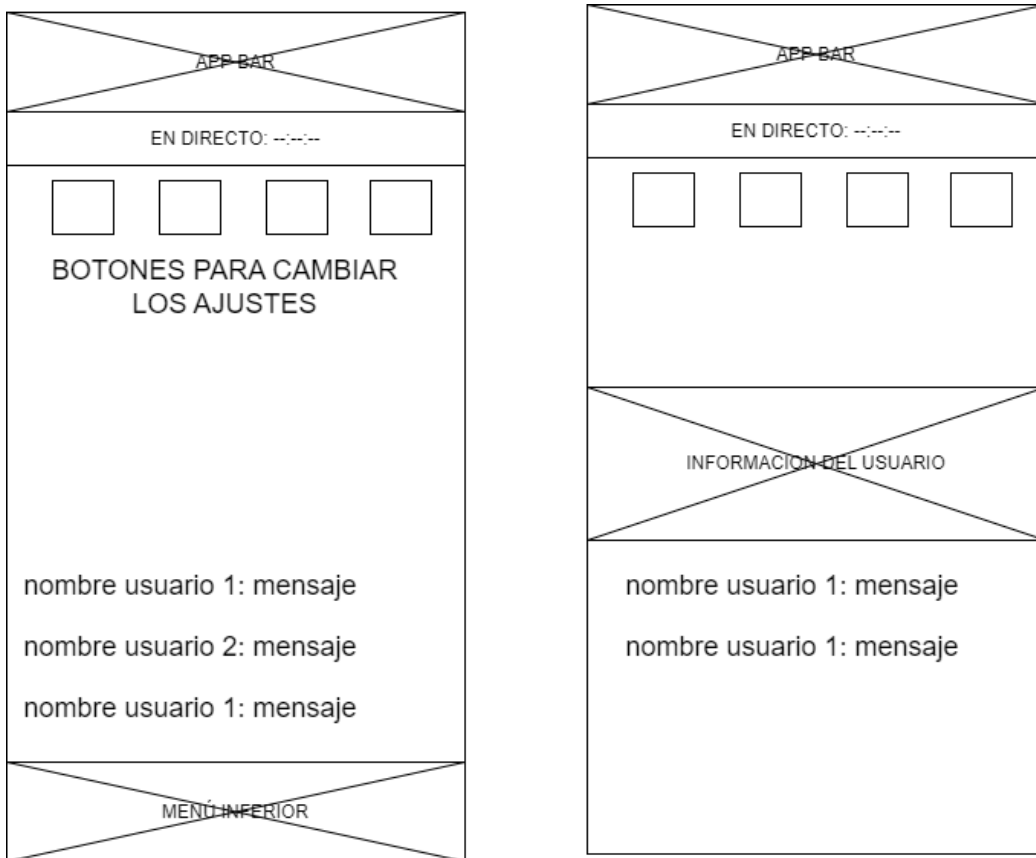 APP BAR
EN DIRECTO: --:--:--
BOTONES PARA CAMBIAR
LOS AJUSTES
nombre usuario 1: mensaje
nombre usuario 2: mensaje
nombre usuario 1: mensaje
MENÚ INFERIOR
APP BAR
EN DIRECTO: --:--:--
INFORMACION DEL USUARIO
nombre usuario 1: mensaje
nombre usuario 1: mensaje